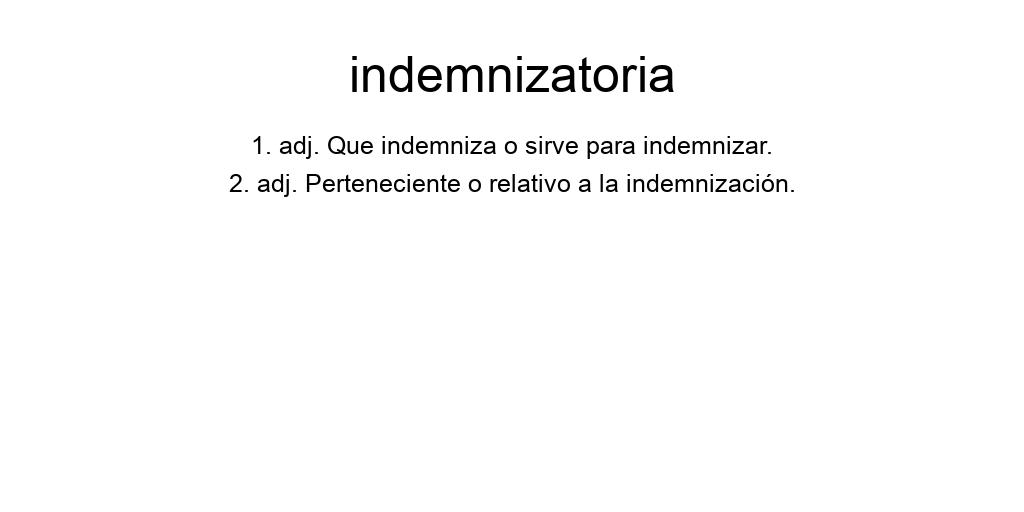 indemnizatoria
1. adj. Que indemniza o sirve para indemnizar.
2. adj. Perteneciente o relativo a la indemnización.